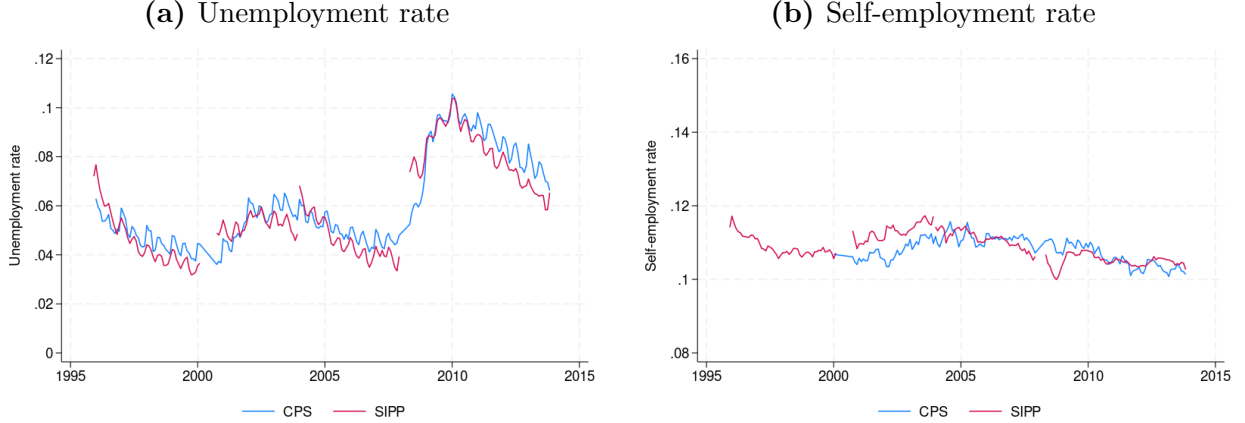 (a) Unemployment rate
.12
.1
.08
.06
.04
.02
0
Unemployment rate
1995 2000 2005 2010 2015
CPS SIPP
(b) Self-employment rate
.16
.14
.12
.1
.08
Self-employment rate
1995 2000 2005 2010 2015
CPS SIPP